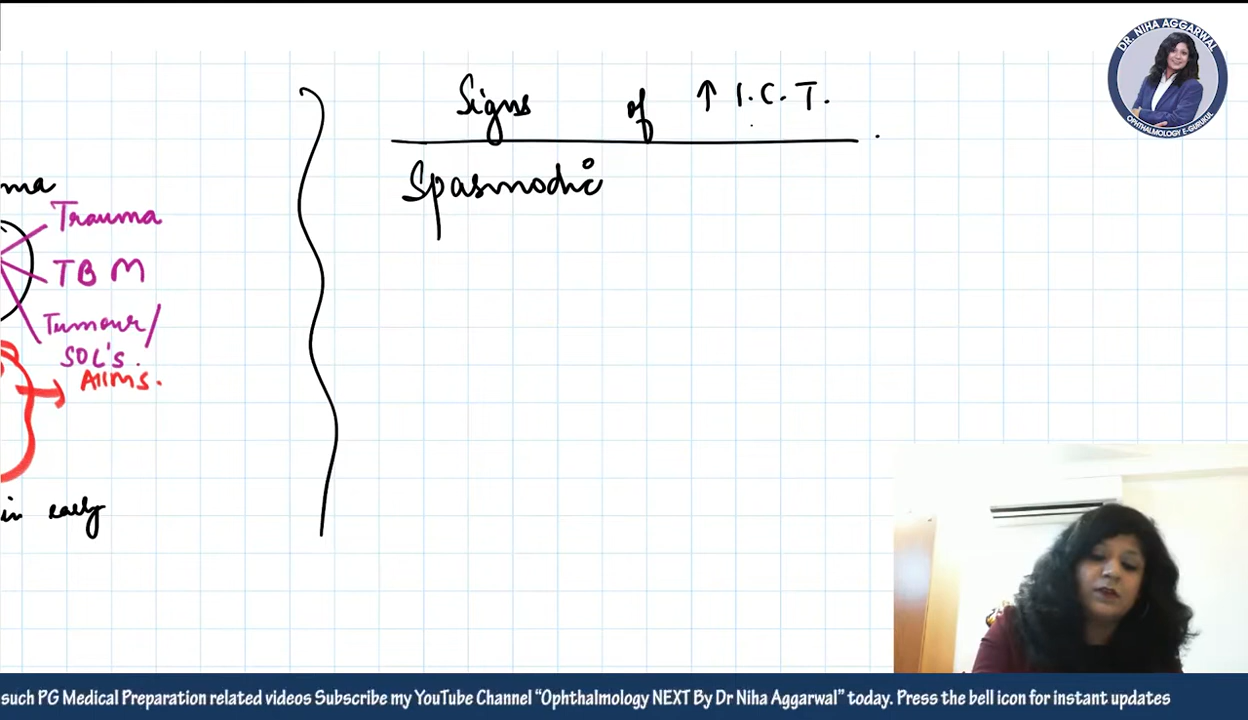 DR. NIHA AGGARWAL
OPHTHALMOLOGY E-GURUKUL
Signs of ↑ I.C.T.
Spasmodic
ma
Trauma
TBM
Tumour/
SOL's.
AIIMS.
in early
such PG Medical Preparation related videos Subscribe my YouTube Channel “Ophthalmology NEXT By Dr Niha Aggarwal” today. Press the bell icon for instant updates